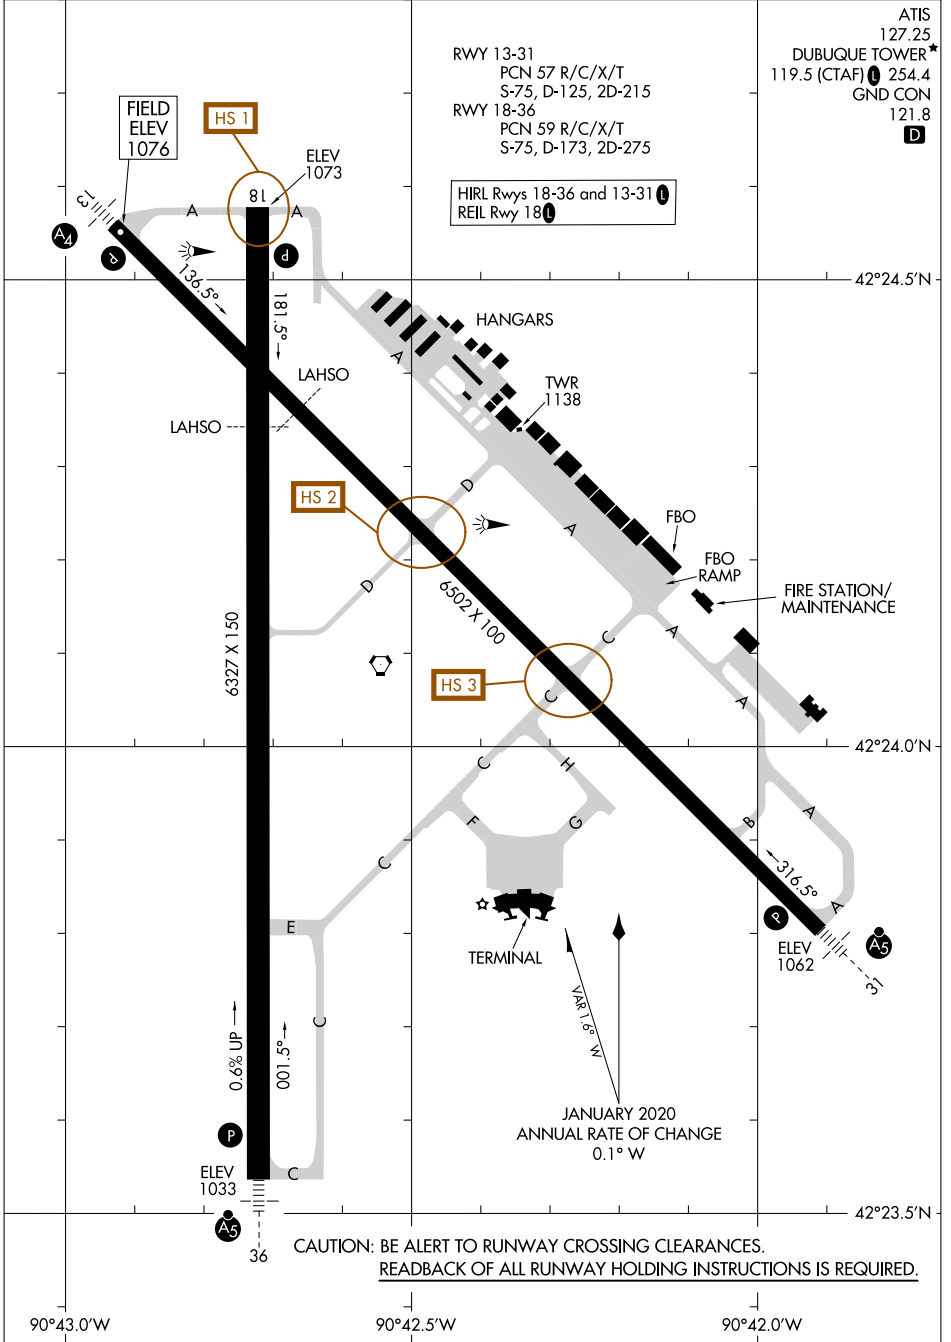 ATIS
127.25
DUBUQUE TOWER★
119.5 (CTAF) L 254.4
GND CON
121.8
D
RWY 13-31
PCN 57 R/C/X/T
S-75, D-125, 2D-215
RWY 18-36
PCN 59 R/C/X/T
S-75, D-173, 2D-275
HIRL Rwys 18-36 and 13-31 L
REIL Rwy 18 L
FIELD
ELEV
1076
HS 1
ELEV
1073
18
13
A
A
A4
P
P
136.5°
181.5°
42°24.5'N
HANGARS
A
LAHSO
LAHSO
TWR
1138
HS 2
D
A
FBO
FBO
RAMP
D
6502 X 100
FIRE STATION/
MAINTENANCE
6327 X 150
C
A
HS 3
C
A
42°24.0'N
C
H
A
F
G
B
C
316.5°
A
P
A5
ELEV
1062
31
E
TERMINAL
VAR 1.6° W
C
0.6% UP
001.5°
JANUARY 2020
ANNUAL RATE OF CHANGE
0.1° W
P
ELEV
1033
C
A5
36
42°23.5'N
CAUTION: BE ALERT TO RUNWAY CROSSING CLEARANCES.
READBACK OF ALL RUNWAY HOLDING INSTRUCTIONS IS REQUIRED.
90°43.0'W
90°42.5'W
90°42.0'W